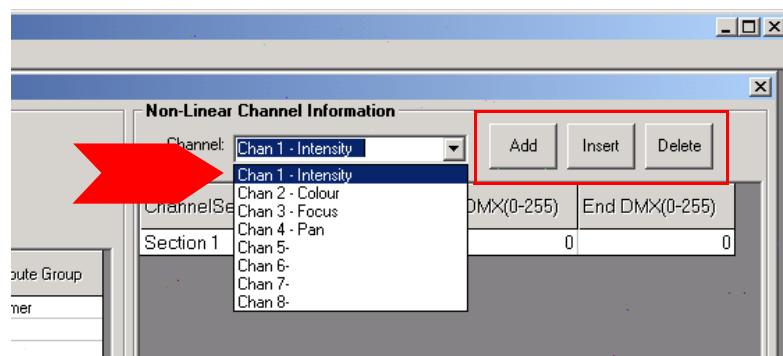 Non-Linear Channel Information
Channel: Chan 1 - Intensity
Add Insert Delete
Chan 1 - Intensity
Chan 2 - Colour
Chan 3 - Focus
Chan 4 - Pan
Chan 5-
Chan 6-
Chan 7-
Chan 8-
ChannelSe DMX(0-255) End DMX(0-255)
Section 1 0 0
oute Group
mer